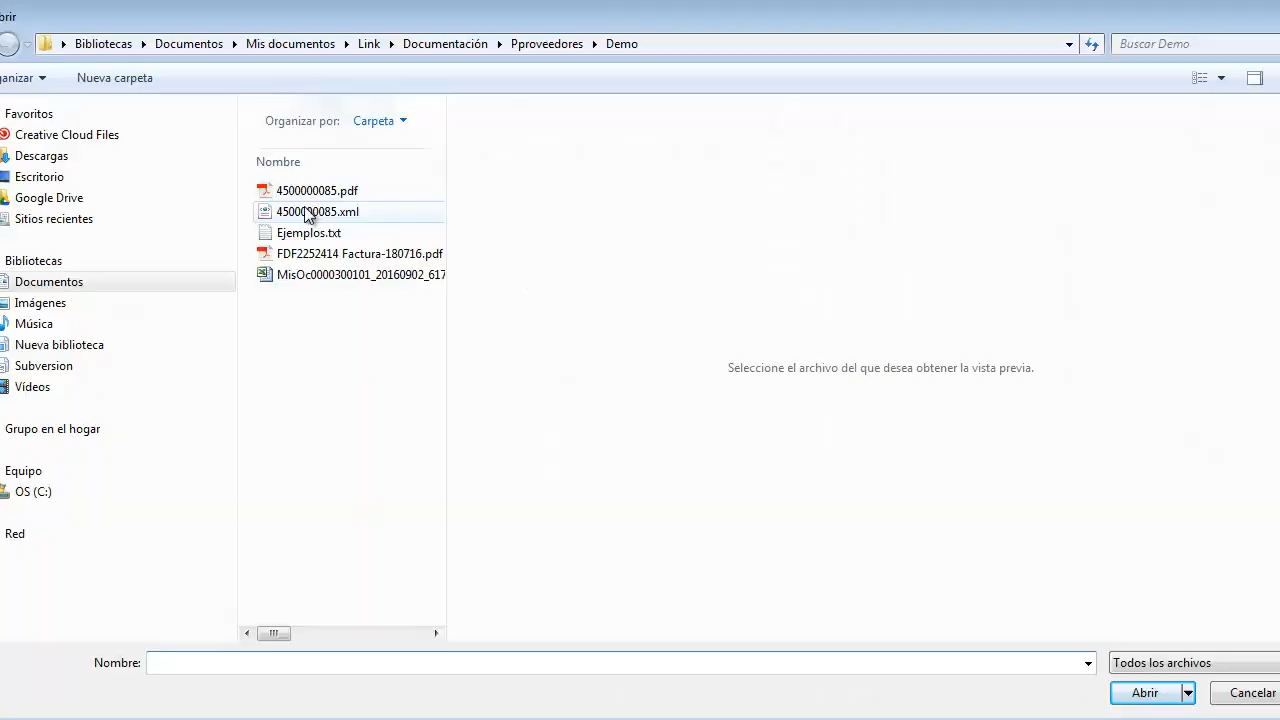 brir
Bibliotecas Documentos Mis documentos Link Documentación Pproveedores Demo
Buscar Demo
anizar
Nueva carpeta
Favoritos
Creative Cloud Files
Descargas
Escritorio
Google Drive
Sitios recientes
Bibliotecas
Documentos
Imágenes
Música
Nueva biblioteca
Subversion
Vídeos
Grupo en el hogar
Equipo
OS (C:)
Red
Organizar por: Carpeta
Nombre
4500000085.pdf
4500000085.xml
Ejemplos.txt
FDF2252414 Factura-180716.pdf
MisOc0000300101_20160902_617
Seleccione el archivo del que desea obtener la vista previa.
Nombre:
Todos los archivos
Abrir
Cancelar